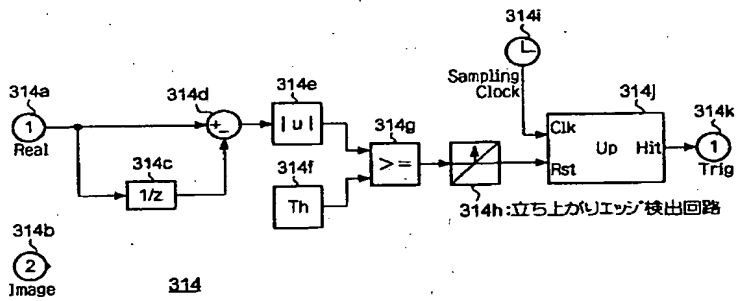 314i
Sampling
Clock
314a
1
Real
314d
+
-
314e
|u|
314g
>=
314j
Clk
Up
Hit
Rst
314k
1
Trig
314c
1/z
314f
Th
314h:立ち上がりエッジ検出回路
314b
2
Image
314